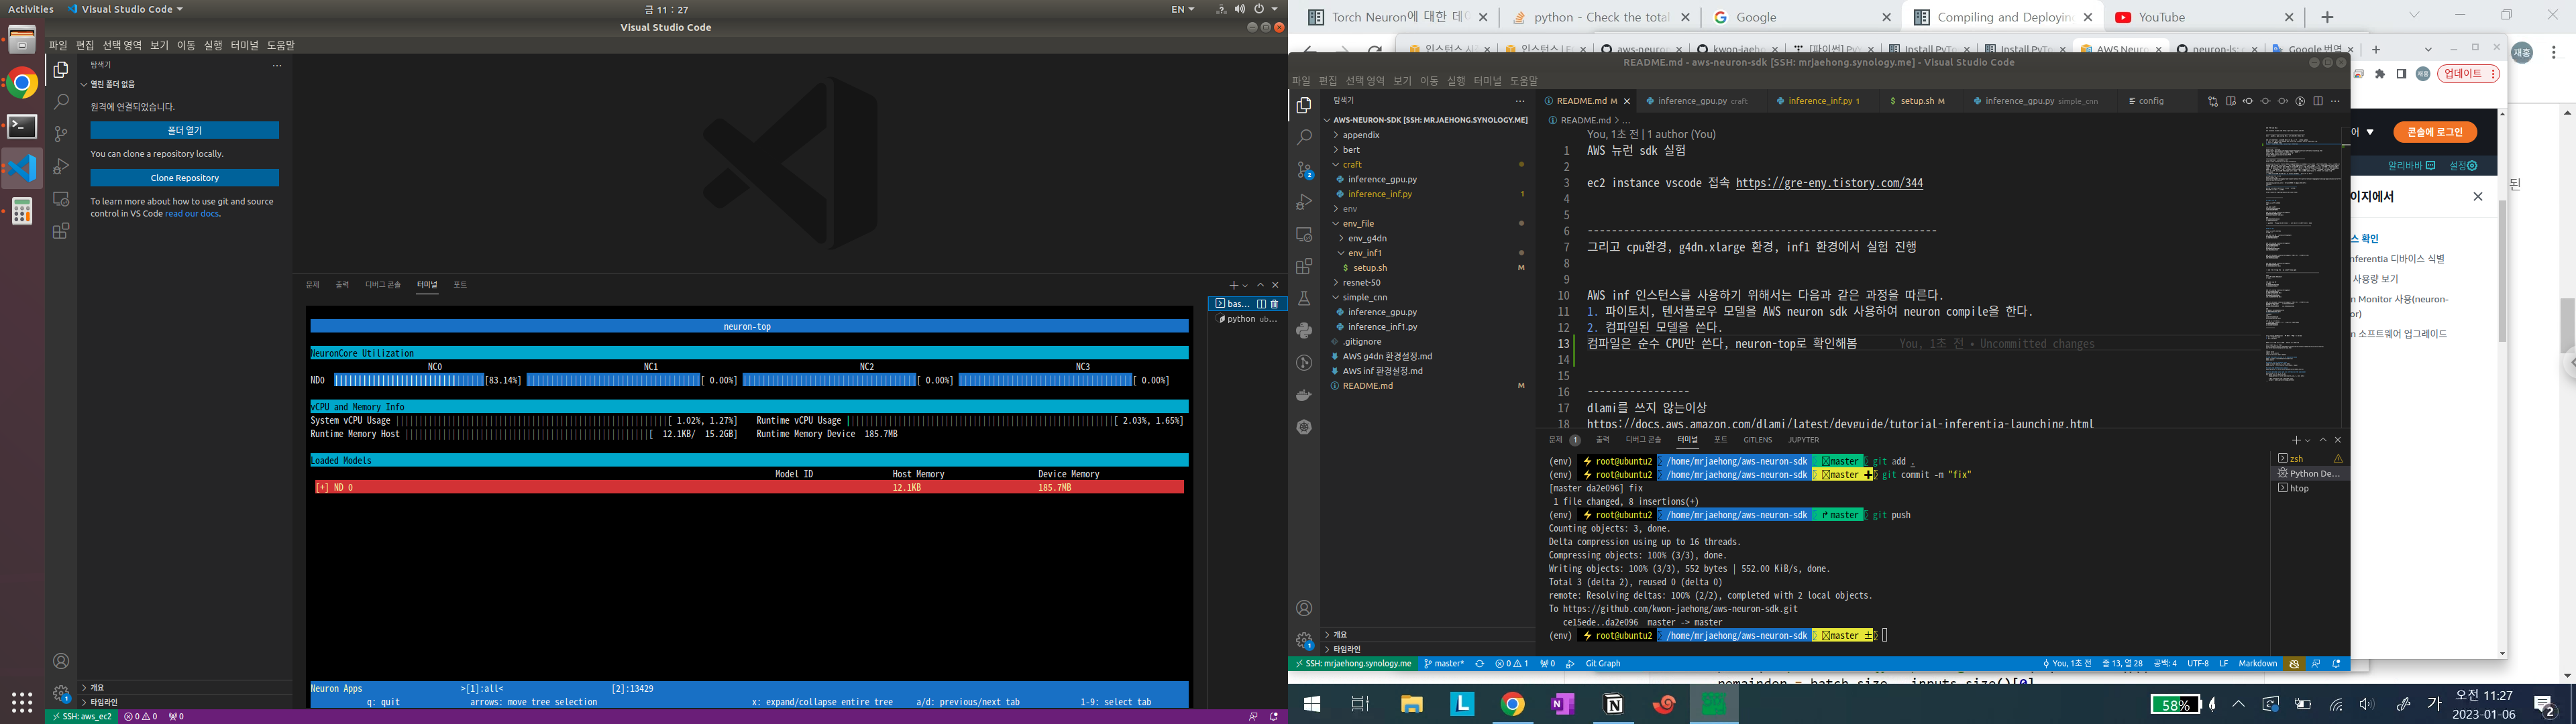 Activities
Visual Studio Code
금 11 : 27
EN
Visual Studio Code
파일 편집 선택 영역 보기 이동 실행 터미널 도움말
탐색기
열린 폴더 없음
원격에 연결되었습니다.
폴더 열기
You can clone a repository locally.
Clone Repository
To learn more about how to use git and source
control in VS Code read our docs.
개요
타임라인
문제 출력 디버그 콘솔 터미널 포트
bas...
python ub...
neuron-top
NeuronCore Utilization
NC0 NC1 NC2 NC3
ND0 [83.14%] [ 0.00%] [ 0.00%] [ 0.00%]
vCPU and Memory Info
System vCPU Usage [ 1.02%, 1.27%] Runtime vCPU Usage [ 2.03%, 1.65%]
Runtime Memory Host [ 12.1KB/ 15.2GB] Runtime Memory Device 185.7MB
Loaded Models
Model ID Host Memory Device Memory
[+] ND 0 12.1KB 185.7MB
Neuron Apps >[1]:all< [2]:13429
q: quit arrows: move tree selection x: expand/collapse entire tree a/d: previous/next tab 1-9: select tab
SSH: aws_ec2 0 0 0
Torch Neuron에 대한 데
python - Check the total
Google
Compiling and Deployin
YouTube
aws-neuron
kwon-jaeho
Install PyTo
Install PyTo
AWS Neur
Google 번역
재홍
업데이트
README.md - aws-neuron-sdk [SSH: mrjaehong.synology.me] - Visual Studio Code
파일 편집 선택 영역 보기 이동 실행 터미널 도움말
탐색기
AWS-NEURON-SDK [SSH: MRJAEHONG.SYNOLOGY.ME]
appendix
bert
craft
inference_gpu.py
inference_inf.py 1
env
env_file
env_g4dn
env_inf1
setup.sh M
resnet-50
simple_cnn
inference_gpu.py
inference_inf1.py
.gitignore
AWS g4dn 환경설정.md
AWS inf 환경설정.md
README.md M
개요
타임라인
README.md M
inference_gpu.py craft
inference_inf.py 1
setup.sh M
inference_gpu.py simple_cnn
config
README.md > ...
You, 1초 전 | 1 author (You)
1 AWS 뉴런 sdk 실험
2
3 ec2 instance vscode 접속 https://gre-eny.tistory.com/344
4
5
6 ----------------------------------------------------------
7 그리고 cpu환경, g4dn.xlarge 환경, inf1 환경에서 실험 진행
8
9
10 AWS inf 인스턴스를 사용하기 위해서는 다음과 같은 과정을 따른다.
11 1. 파이토치, 텐서플로우 모델을 AWS neuron sdk 사용하여 neuron compile을 한다.
12 2. 컴파일된 모델을 쓴다.
13 컴파일은 순수 CPU만 쓴다, neuron-top로 확인해봄 You, 1초 전 • Uncommitted changes
14
15
16 -----------------
17 dlami를 쓰지 않는이상
18 https://docs.aws.amazon.com/dlami/latest/devguide/tutorial-inferentia-launching.html
문제 1 출력 디버그 콘솔 터미널 포트 GITLENS JUPYTER
zsh
Python De...
htop
(env) root@ubuntu2 /home/mrjaehong/aws-neuron-sdk master git add .
(env) root@ubuntu2 /home/mrjaehong/aws-neuron-sdk master git commit -m "fix"
[master da2e096] fix
1 file changed, 8 insertions(+)
(env) root@ubuntu2 /home/mrjaehong/aws-neuron-sdk master git push
Counting objects: 3, done.
Delta compression using up to 16 threads.
Compressing objects: 100% (3/3), done.
Writing objects: 100% (3/3), 552 bytes | 552.00 KiB/s, done.
Total 3 (delta 2), reused 0 (delta 0)
remote: Resolving deltas: 100% (2/2), completed with 2 local objects.
To https://github.com/kwon-jaehong/aws-neuron-sdk.git
ce15ede..da2e096 master -> master
(env) root@ubuntu2 /home/mrjaehong/aws-neuron-sdk master
SSH: mrjaehong.synology.me master* 0 1 0 Git Graph
You, 1초 전 줄 13, 열 28 공백: 4 UTF-8 LF Markdown
콘솔에 로그인
알리바바 설정
이지에서
스 확인
nferentia 디바이스 식별
사용량 보기
n Monitor 사용(neuron-
or)
n 소프트웨어 업그레이드
된
remainder = batch_size - inputs.size()[0]
58%
가
오전 11:27
2023-01-06
2